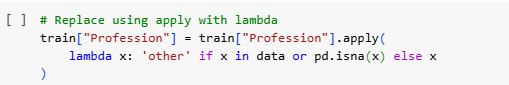 [ ] # Replace using apply with lambda
train["Profession"] = train["Profession"].apply(
    lambda x: 'other' if x in data or pd.isna(x) else x
)